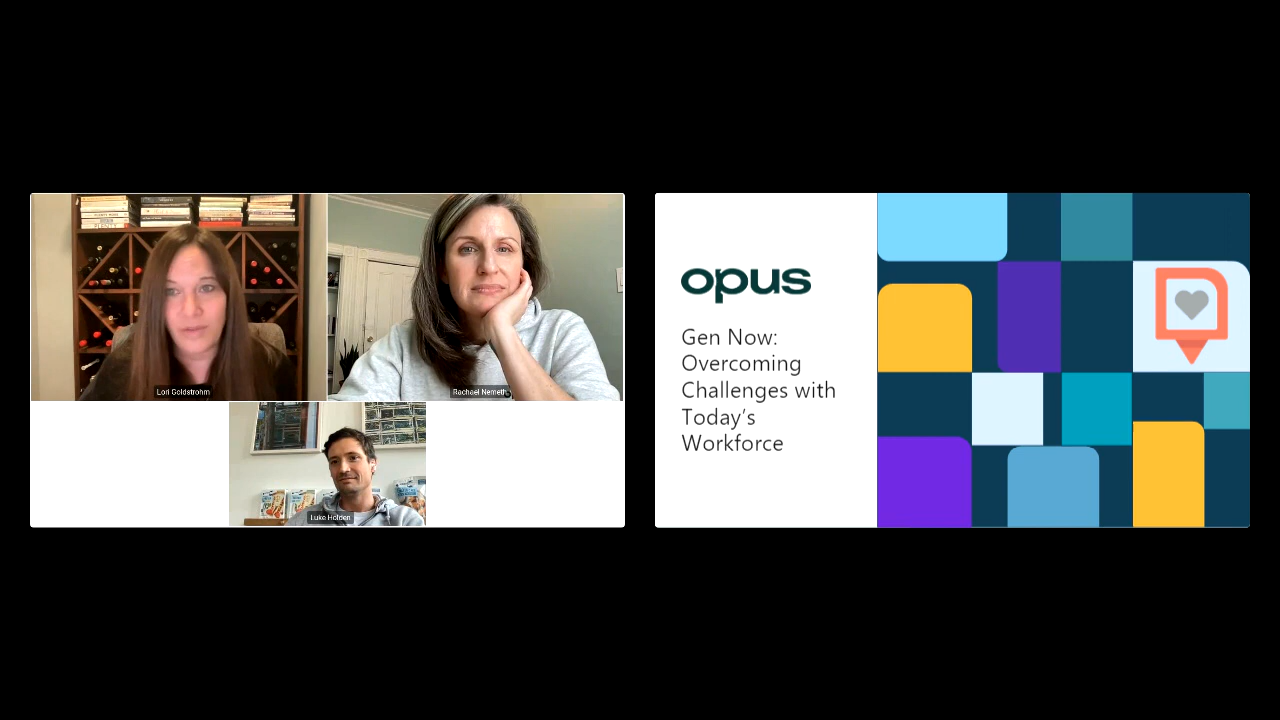 Lori Goldstrohm
Rachael Nemeth
Luke Holden
opus
Gen Now:
Overcoming
Challenges with
Today's
Workforce